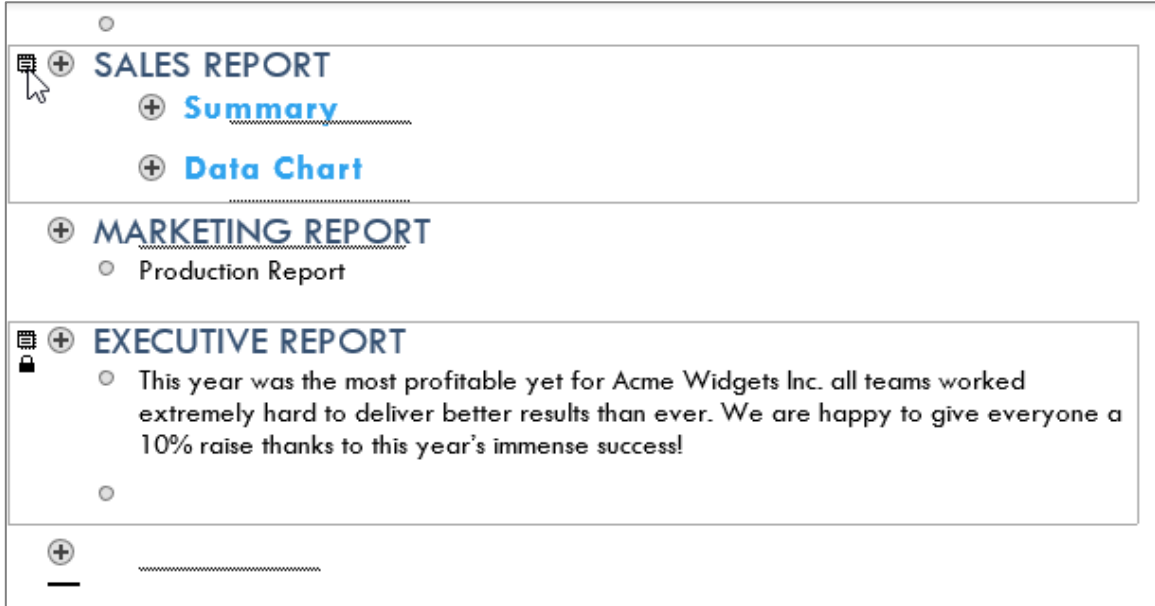 SALES REPORT
Summary
Data Chart
MARKETING REPORT
Production Report
EXECUTIVE REPORT
This year was the most profitable yet for Acme Widgets Inc. all teams worked
extremely hard to deliver better results than ever. We are happy to give everyone a
10% raise thanks to this year's immense success!